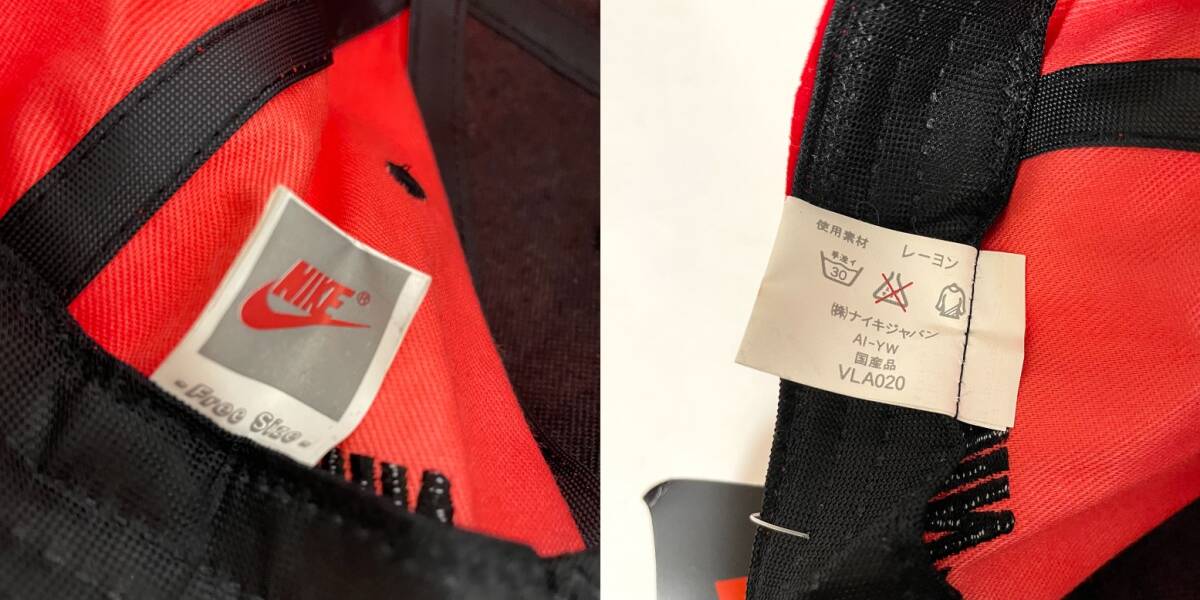 NIKE®
- Free Size -
使用素材 レーヨン
手洗イ
30
(株)ナイキジャパン
AI-YW
国産品
VLA020